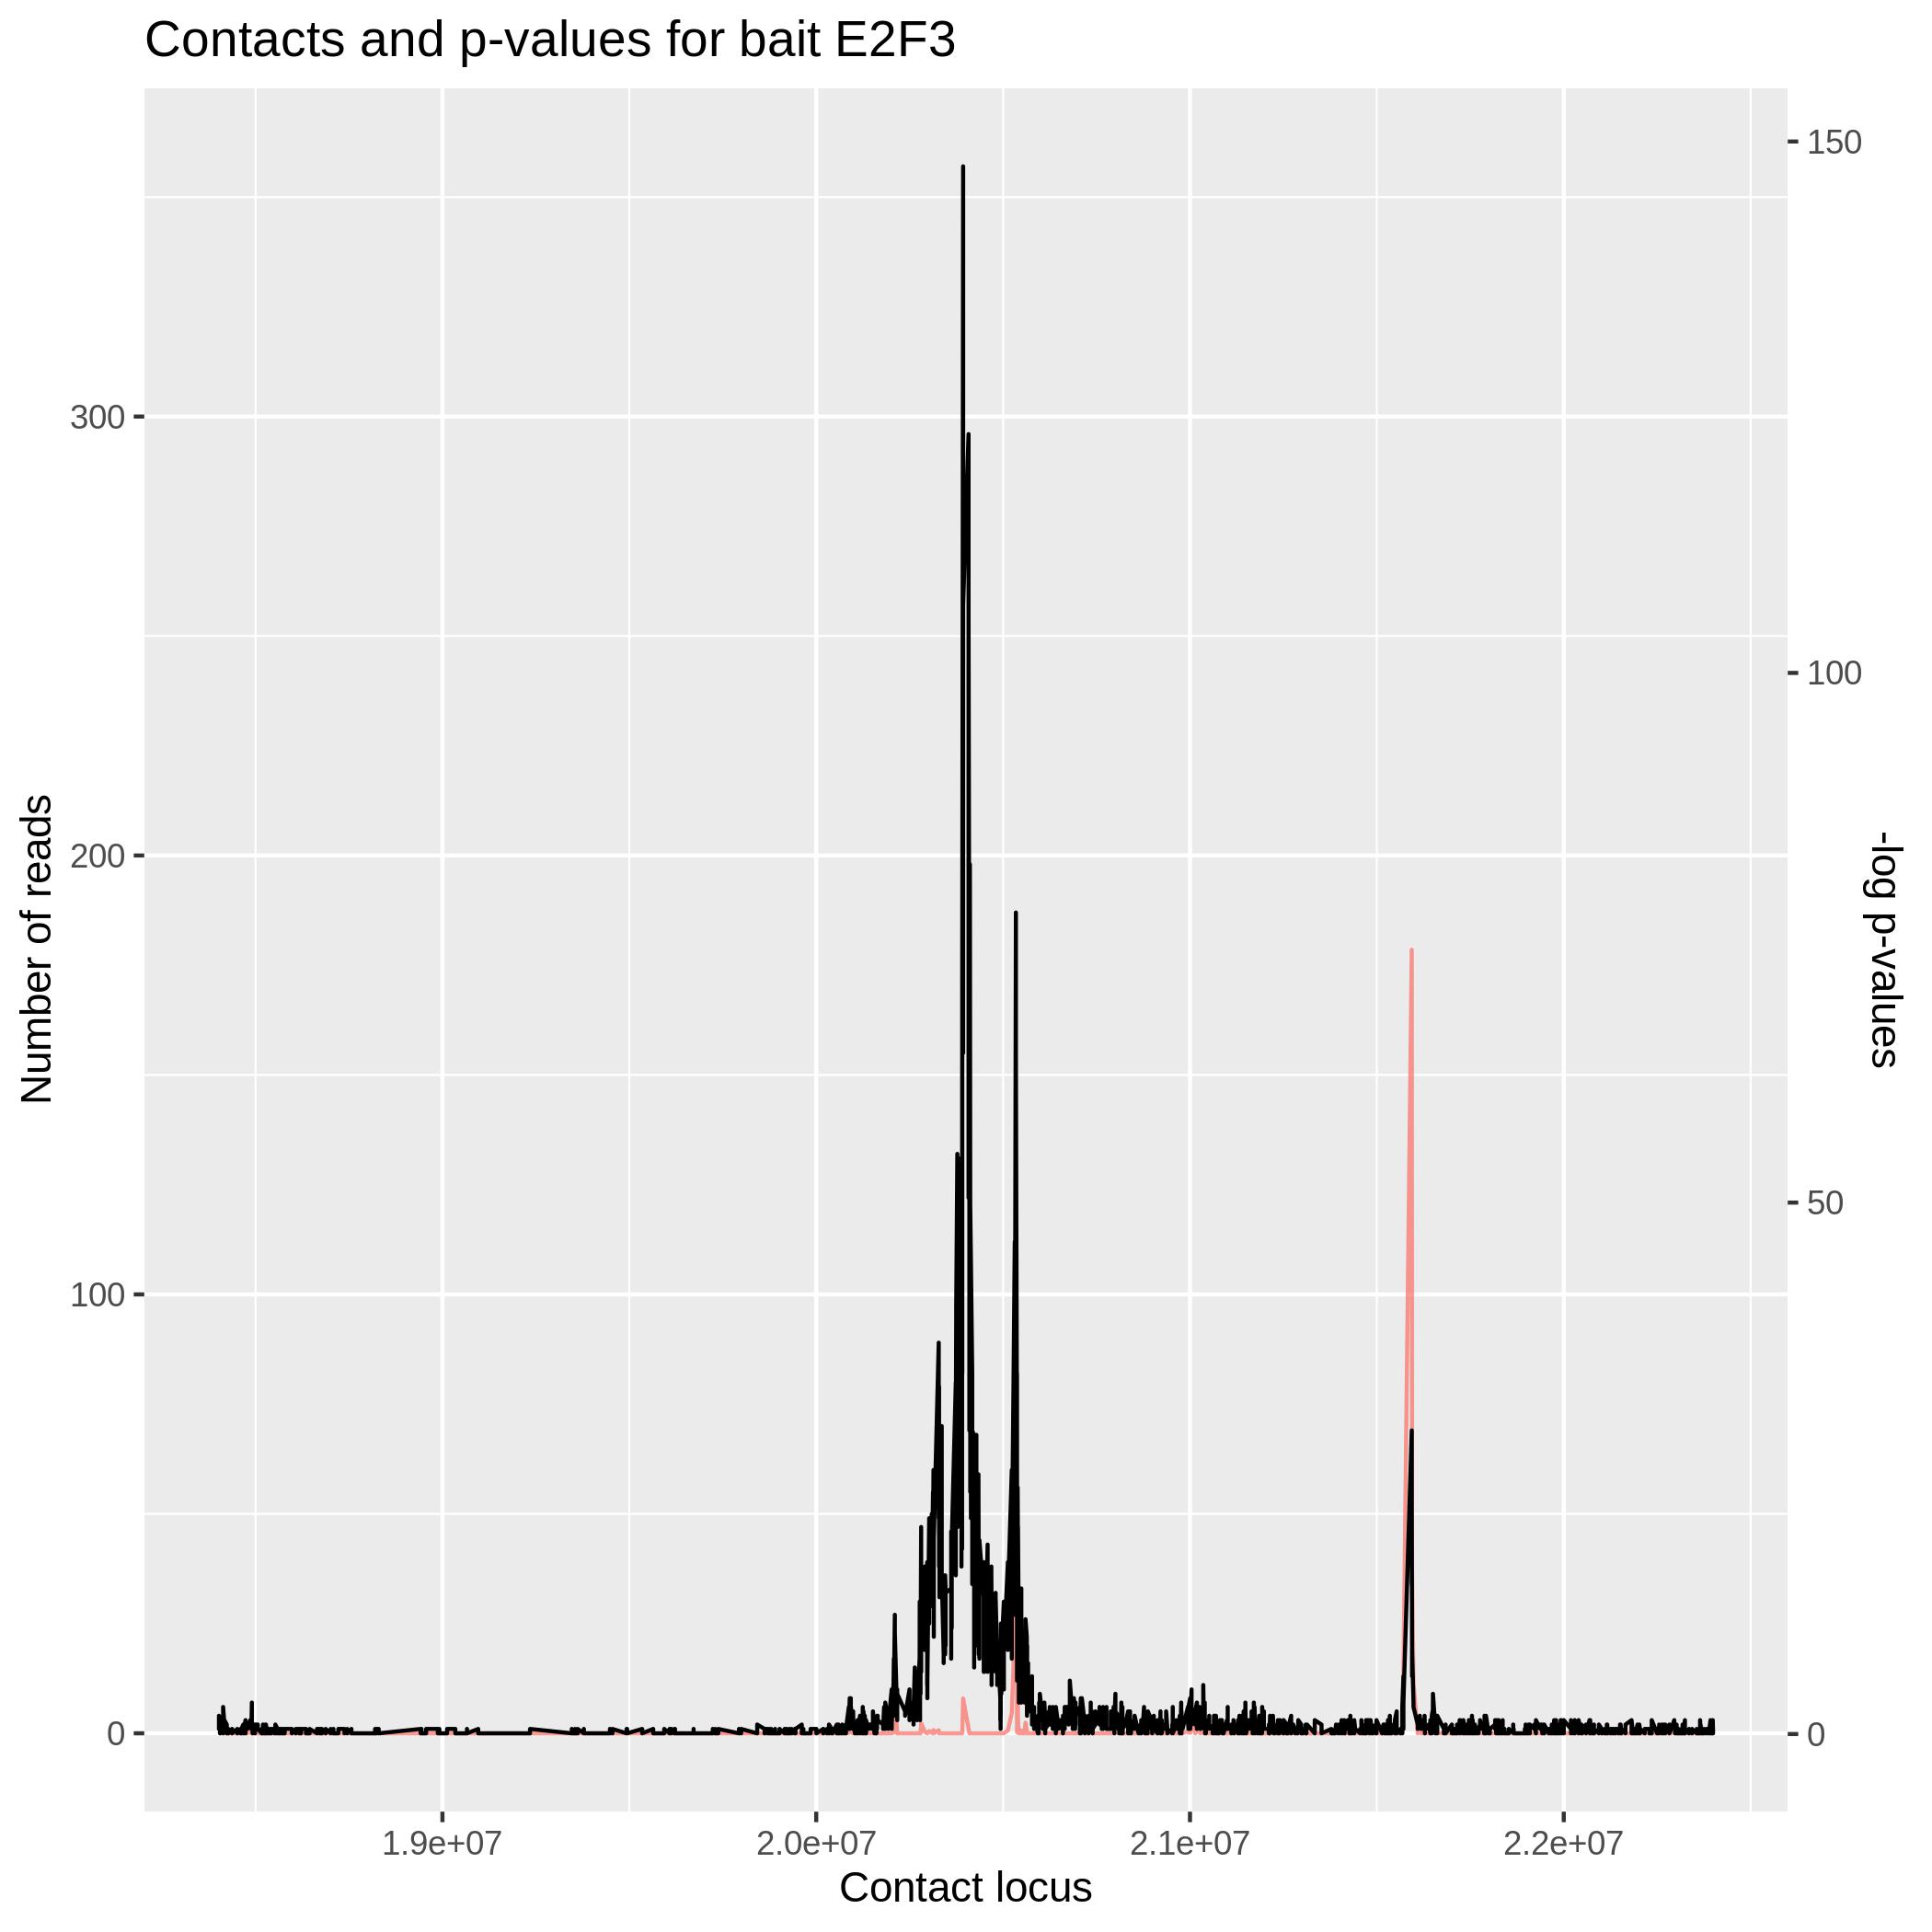 Contacts and p-values for bait E2F3
150
300
100
200
50
100
0
0
Number of reads
-log p-values
1.9e+07
2.0e+07
2.1e+07
2.2e+07
Contact locus